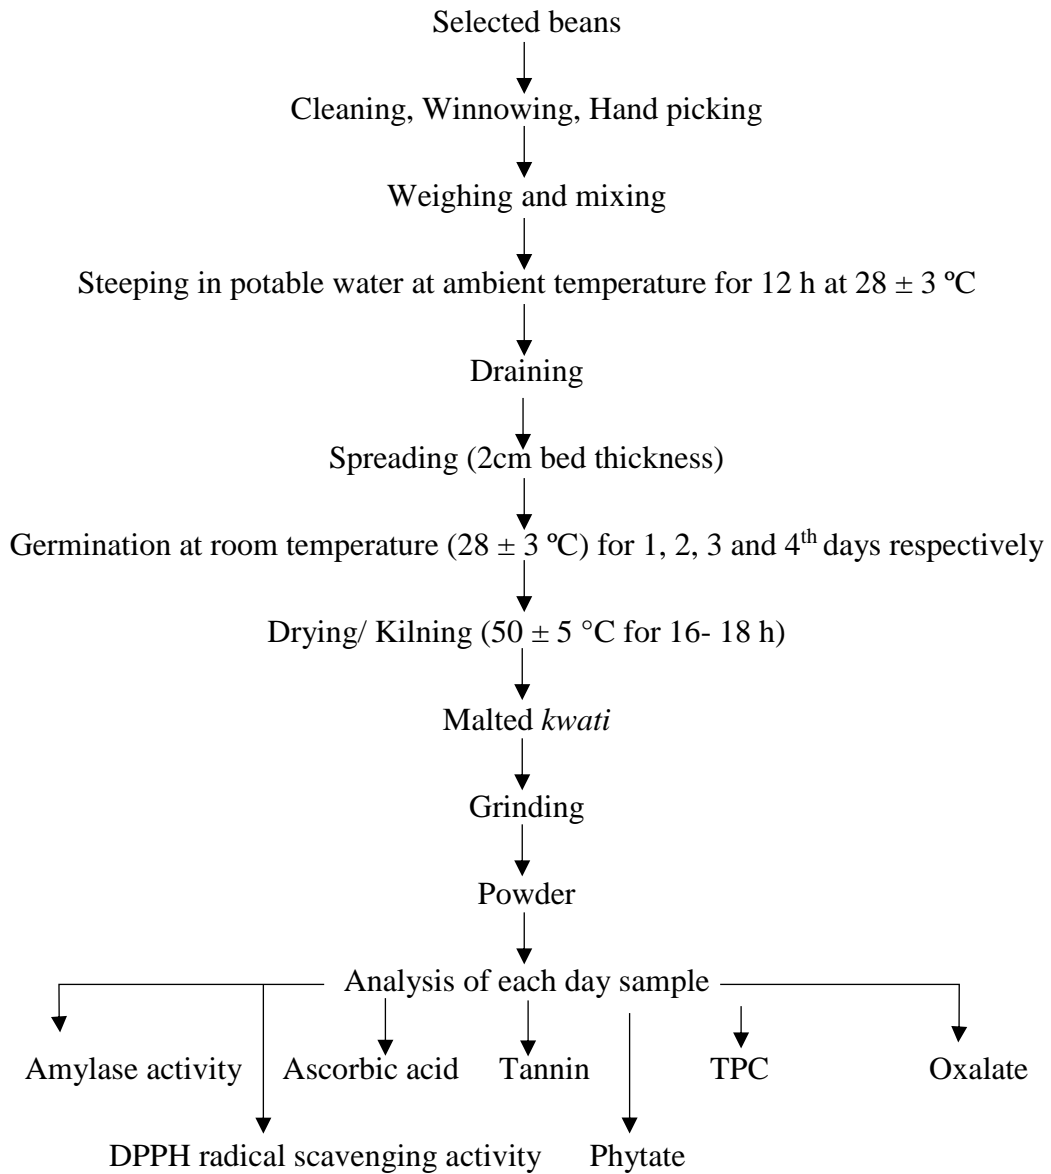 Selected beans
Cleaning, Winnowing, Hand picking
Weighing and mixing
Steeping in potable water at ambient temperature for 12 h at 28 ± 3 ºC
Draining
Spreading (2cm bed thickness)
Germination at room temperature (28 ± 3 ºC) for 1, 2, 3 and 4th days respectively
Drying/ Kilning (50 ± 5 °C for 16- 18 h)
Malted kwati
Grinding
Powder
Analysis of each day sample
Amylase activity Ascorbic acid Tannin TPC Oxalate
DPPH radical scavenging activity Phytate